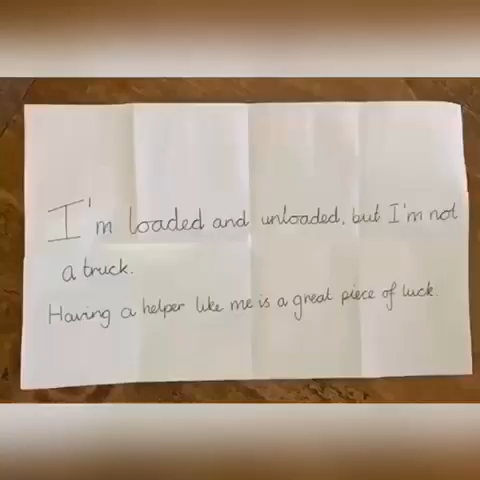 I'm loaded and unloaded, but I'm not
a truck.
Having a helper like me is a great piece of luck.